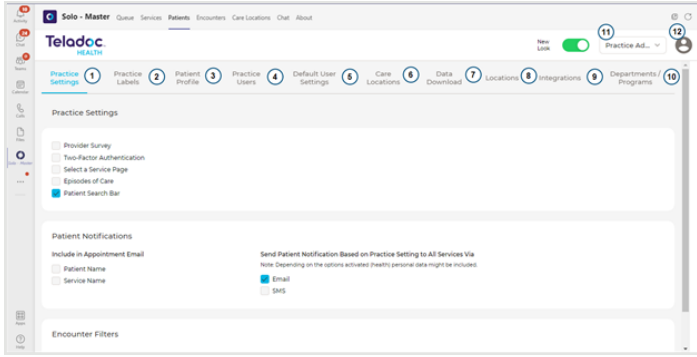 Solo - Master Queue Services Patients Encounters Care Locations Chat About
Activity
Chat
Teams
Calendar
Calls
Files
Solo - Master
Apps
Help
Teladoc
HEALTH
New
Look
11
Practice Ad...
12
Practice
Settings
1
Practice
Labels
2
Patient
Profile
3
Practice
Users
4
Default User
Settings
5
Care
Locations
6
Data
Download
7
Locations
8
Integrations
9
Departments /
Programs
10
Practice Settings
Provider Survey
Two-Factor Authentication
Select a Service Page
Episodes of Care
Patient Search Bar
Patient Notifications
Include in Appointment Email
Patient Name
Service Name
Send Patient Notification Based on Practice Setting to All Services Via
Note: Depending on the options activated (health) personal data might be included.
Email
SMS
Encounter Filters